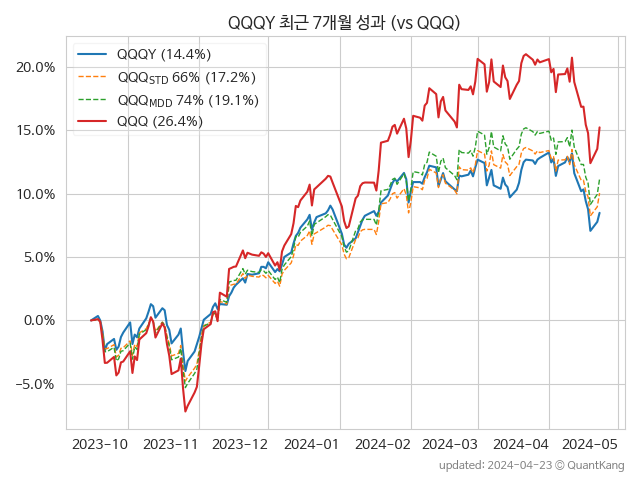 QQQY 최근 7개월 성과 (vs QQQ)
QQQY (14.4%)
QQQSTD 66% (17.2%)
QQQMDD 74% (19.1%)
QQQ (26.4%)
20.0%
15.0%
10.0%
5.0%
0.0%
−5.0%
2023-10 2023-11 2023-12 2024-01 2024-02 2024-03 2024-04 2024-05
updated: 2024-04-23 © QuantKang